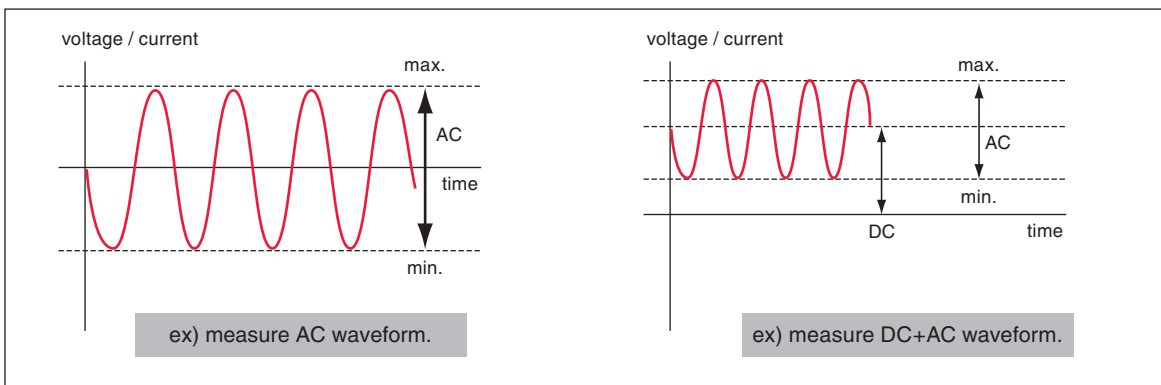 voltage / current
max.
AC
time
min.
ex) measure AC waveform.
voltage / current
max.
AC
min.
DC
time
ex) measure DC+AC waveform.